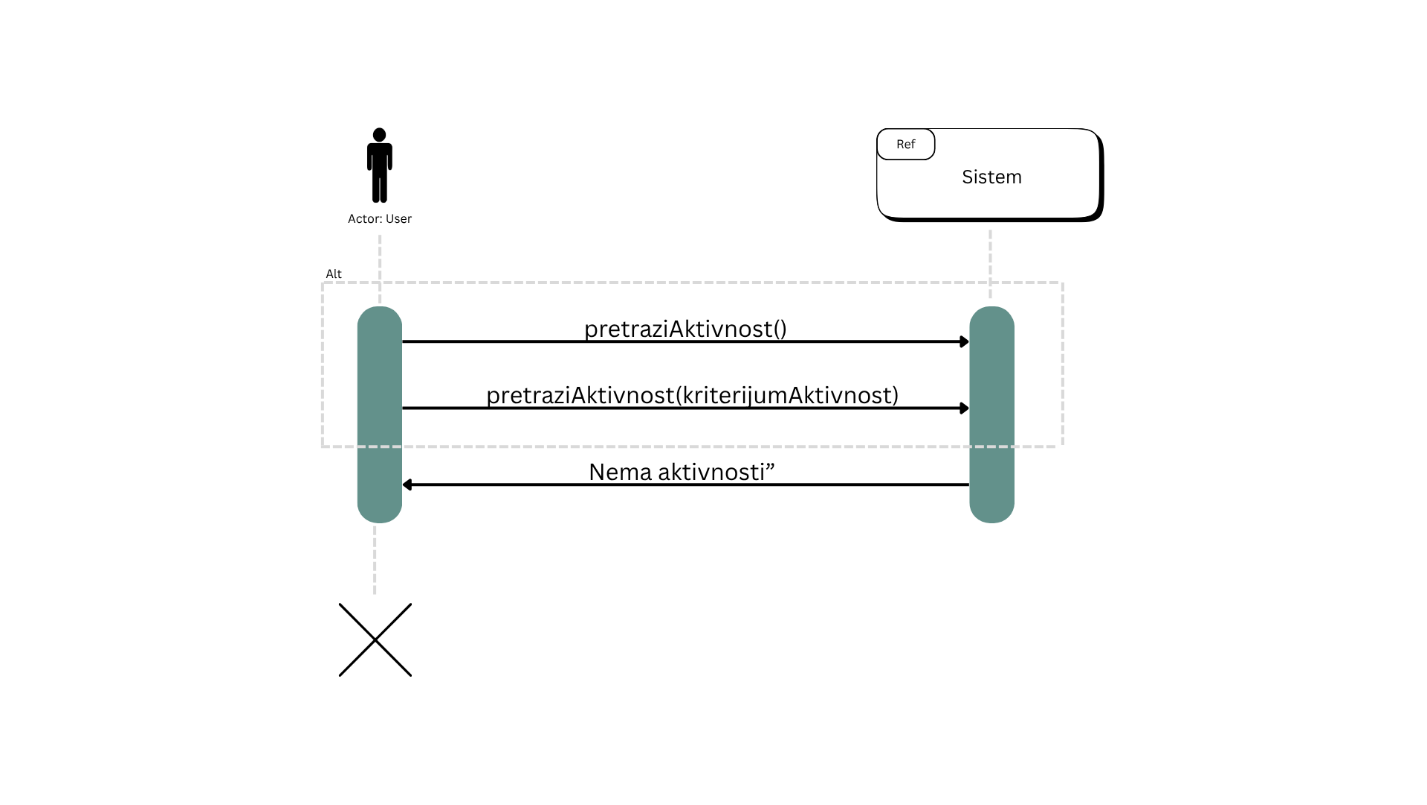 Ref
Sistem
Actor: User
Alt
pretraziAktivnost()
pretraziAktivnost(kriterijumAktivnost)
Nema aktivnosti”